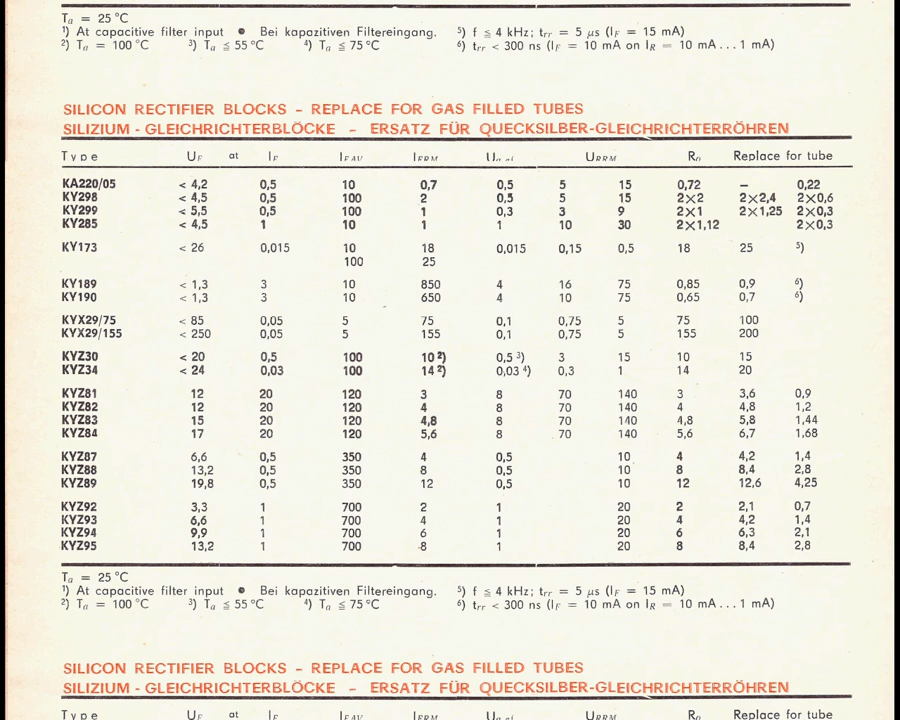 Ta = 25 °C
¹) At capacitive filter input ● Bei kapazitiven Filtereingang. ⁵) f ≦ 4 kHz; trr = 5 µs (IF = 15 mA)
²) Ta = 100 °C ³) Ta ≦ 55 °C ⁴) Ta ≦ 75 °C ⁶) trr < 300 ns (IF = 10 mA on IR = 10 mA...1 mA)
SILICON RECTIFIER BLOCKS – REPLACE FOR GAS FILLED TUBES
SILIZIUM - GLEICHRICHTERBLÖCKE – ERSATZ FÜR QUECKSILBER-GLEICHRICHTERRÖHREN
Type UF at IF IFAV IFRM URRM Replace for tube
KA220/05 < 4,2 0,5 10 0,7 0,5 5 15 0,72 – 0,22
KY298 < 4,5 0,5 100 2 0,5 5 15 2×2 2×2,4 2×0,6
KY299 < 5,5 0,5 100 1 0,3 3 9 2×1 2×1,25 2×0,3
KY285 < 4,5 1 10 1 1 10 30 2×1,12 2×0,3
KY173 < 26 0,015 10 18 0,015 0,15 0,5 18 25 ⁵)
100 25
KY189 < 1,3 3 10 850 4 16 75 0,85 0,9 ⁶)
KY190 < 1,3 3 10 650 4 10 75 0,65 0,7 ⁶)
KYX29/75 < 85 0,05 5 75 0,1 0,75 5 75 100
KYX29/155 < 250 0,05 5 155 0,1 0,75 5 155 200
KYZ30 < 20 0,5 100 10 ²) 0,5 ³) 3 15 10 15
KYZ34 < 24 0,03 100 14 ²) 0,03 ⁴) 0,3 1 14 20
KYZ81 12 20 120 3 8 70 140 3 3,6 0,9
KYZ82 12 20 120 4 8 70 140 4 4,8 1,2
KYZ83 15 20 120 4,8 8 70 140 4,8 5,8 1,44
KYZ84 17 20 120 5,6 8 70 140 5,6 6,7 1,68
KYZ87 6,6 0,5 350 4 0,5 10 4 4,2 1,4
KYZ88 13,2 0,5 350 8 0,5 10 8 8,4 2,8
KYZ89 19,8 0,5 350 12 0,5 10 12 12,6 4,25
KYZ92 3,3 1 700 2 1 20 2 2,1 0,7
KYZ93 6,6 1 700 4 1 20 4 4,2 1,4
KYZ94 9,9 1 700 6 1 20 6 6,3 2,1
KYZ95 13,2 1 700 8 1 20 8 8,4 2,8
Ta = 25 °C
¹) At capacitive filter input ● Bei kapazitiven Filtereingang. ⁵) f ≦ 4 kHz; trr = 5 µs (IF = 15 mA)
²) Ta = 100 °C ³) Ta ≦ 55 °C ⁴) Ta ≦ 75 °C ⁶) trr < 300 ns (IF = 10 mA on IR = 10 mA...1 mA)
SILICON RECTIFIER BLOCKS – REPLACE FOR GAS FILLED TUBES
SILIZIUM - GLEICHRICHTERBLÖCKE – ERSATZ FÜR QUECKSILBER-GLEICHRICHTERRÖHREN
Type UF at IF IFAV IFRM URRM Replace for tube